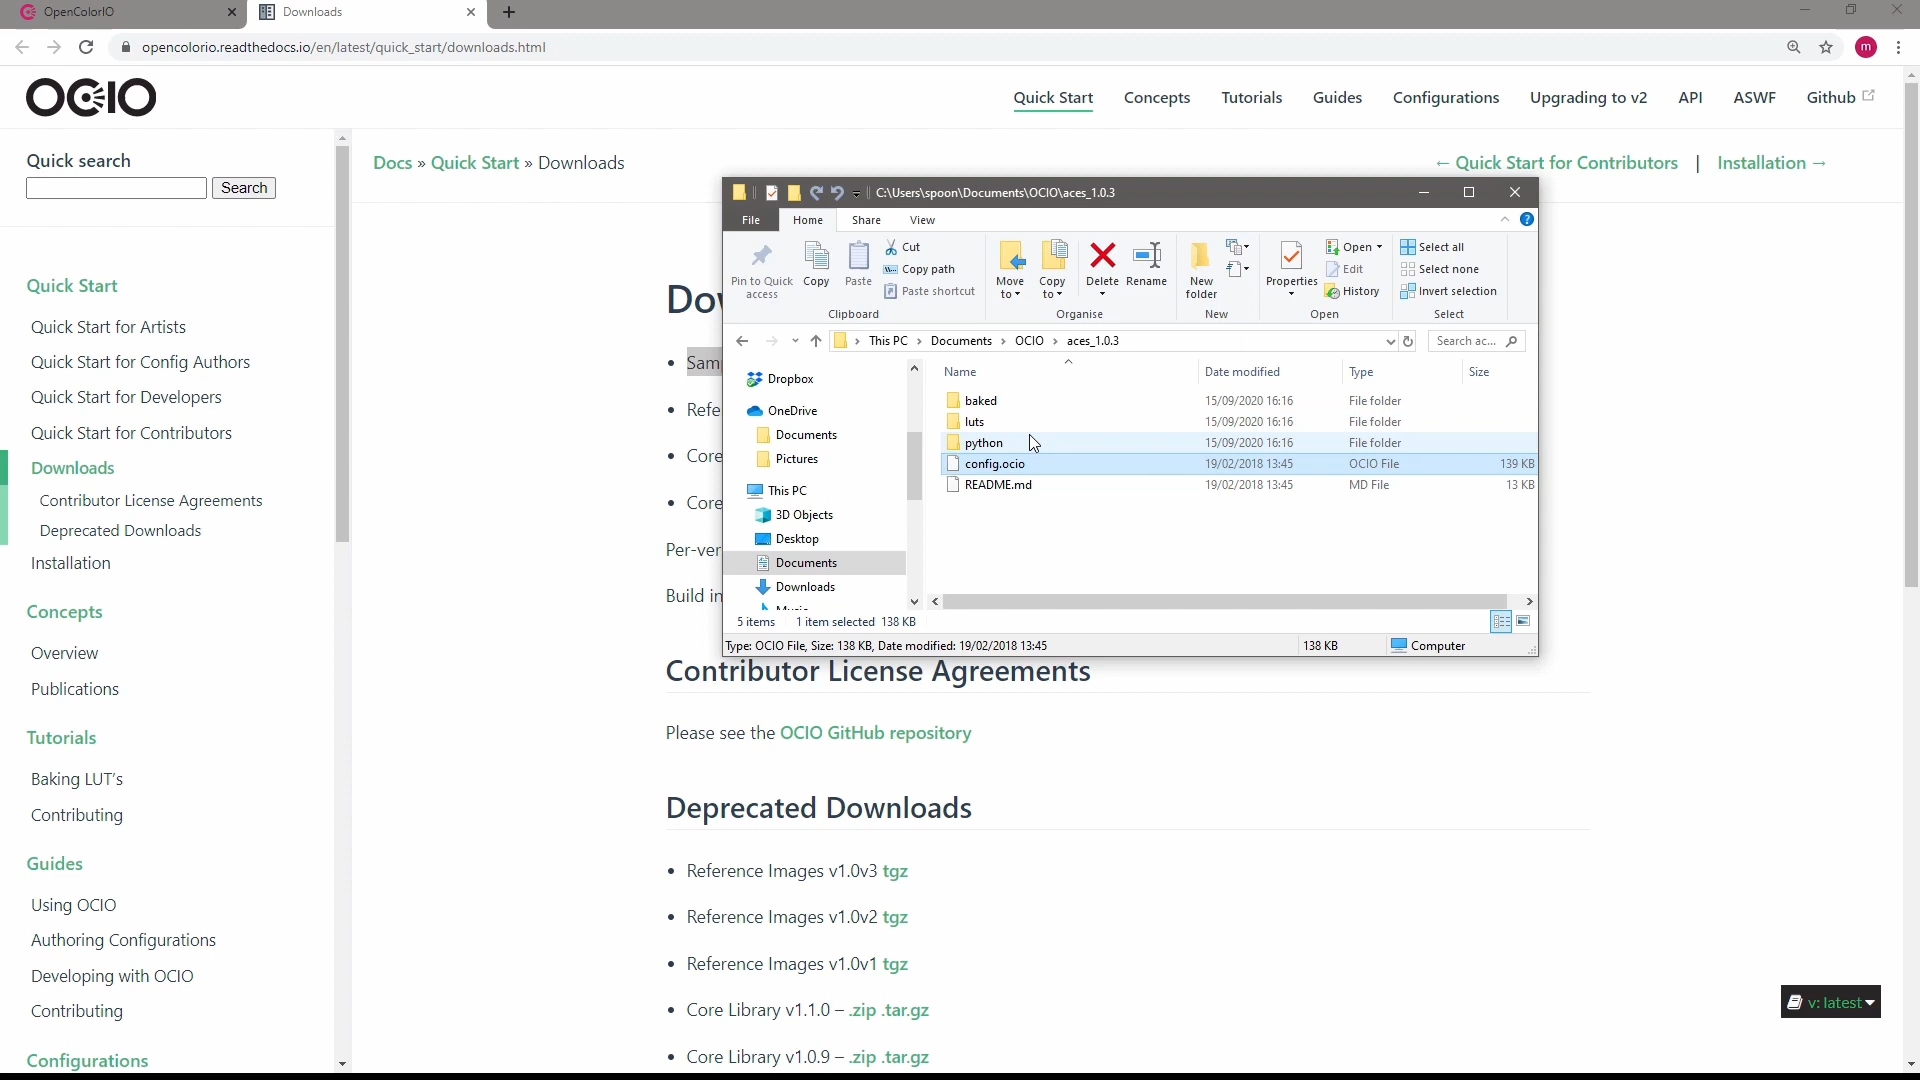 OpenColorIO
Downloads
opencolorio.readthedocs.io/en/latest/quick_start/downloads.html
m
OCIO
Quick Start
Concepts
Tutorials
Guides
Configurations
Upgrading to v2
API
ASWF
Github
Quick search
Search
Docs » Quick Start » Downloads
← Quick Start for Contributors | Installation →
Quick Start
Quick Start for Artists
Quick Start for Config Authors
Quick Start for Developers
Quick Start for Contributors
Downloads
Contributor License Agreements
Deprecated Downloads
Installation
Concepts
Overview
Publications
Tutorials
Baking LUT's
Contributing
Guides
Using OCIO
Authoring Configurations
Developing with OCIO
Contributing
Configurations
C:\Users\spoon\Documents\OCIO\aces_1.0.3
File
Home
Share
View
Pin to Quick access
Copy
Paste
Cut
Copy path
Paste shortcut
Clipboard
Move to
Copy to
Delete
Rename
Organise
New folder
New
Properties
Open
Edit
History
Open
Select all
Select none
Invert selection
Select
This PC
Documents
OCIO
aces_1.0.3
Search ac...
Dropbox
OneDrive
Documents
Pictures
This PC
3D Objects
Desktop
Documents
Downloads
Name Date modified Type Size
baked 15/09/2020 16:16 File folder
luts 15/09/2020 16:16 File folder
python 15/09/2020 16:16 File folder
config.ocio 19/02/2018 13:45 OCIO File 139 KB
README.md 19/02/2018 13:45 MD File 13 KB
5 items 1 item selected 138 KB
Type: OCIO File, Size: 138 KB, Date modified: 19/02/2018 13:45 138 KB Computer
Core
Core
Build in
Contributor License Agreements
Please see the OCIO GitHub repository
Deprecated Downloads
• Reference Images v1.0v3 tgz
• Reference Images v1.0v2 tgz
• Reference Images v1.0v1 tgz
• Core Library v1.1.0 – .zip .tar.gz
• Core Library v1.0.9 – .zip .tar.gz
v: latest